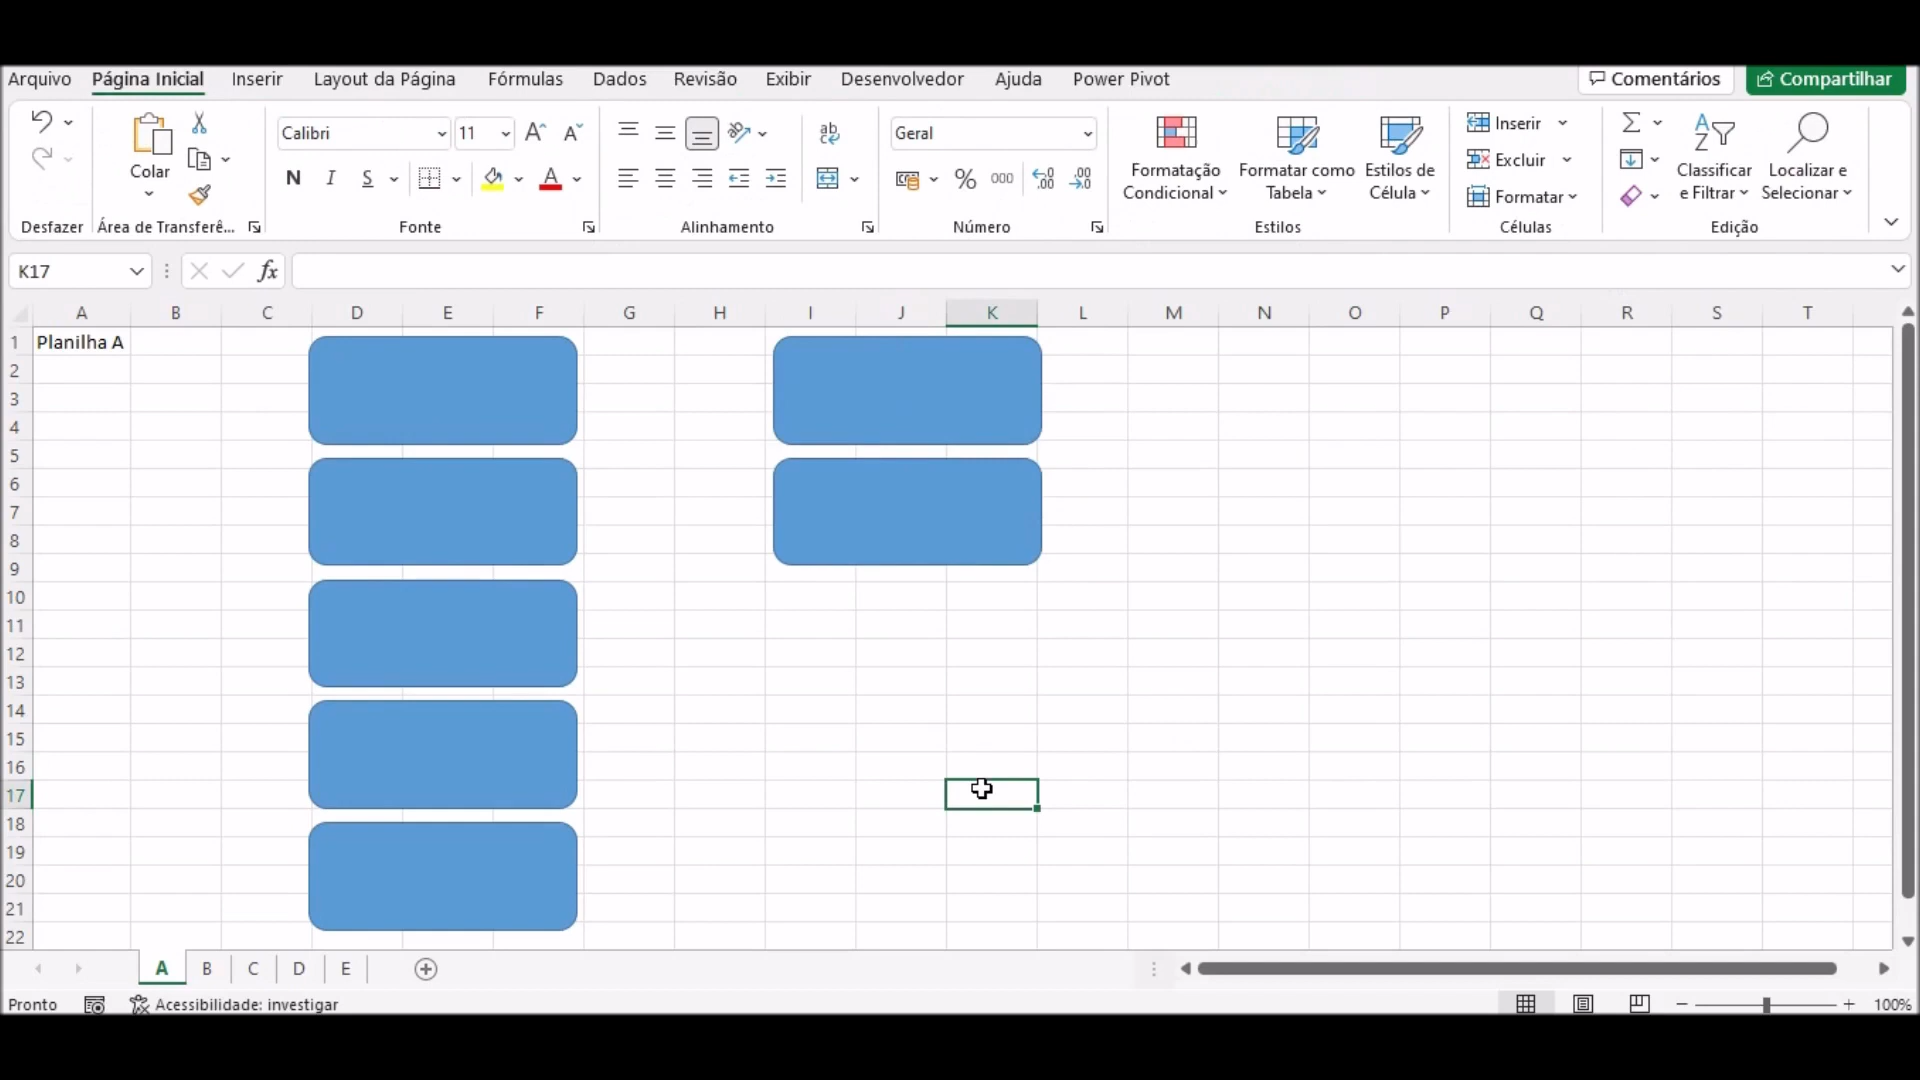 Arquivo Página Inicial Inserir Layout da Página Fórmulas Dados Revisão Exibir Desenvolvedor Ajuda Power Pivot Comentários Compartilhar
Colar
Calibri 11
N I S A
ab
Geral
% 000
Formatação Condicional
Formatar como Tabela
Estilos de Célula
Inserir
Excluir
Formatar
Classificar e Filtrar
Localizar e Selecionar
Desfazer Área de Transferê... Fonte Alinhamento Número Estilos Células Edição
K17 fx
A B C D E F G H I J K L M N O P Q R S T
1 Planilha A
2
3
4
5
6
7
8
9
10
11
12
13
14
15
16
17
18
19
20
21
22
A B C D E
Pronto Acessibilidade: investigar 100%